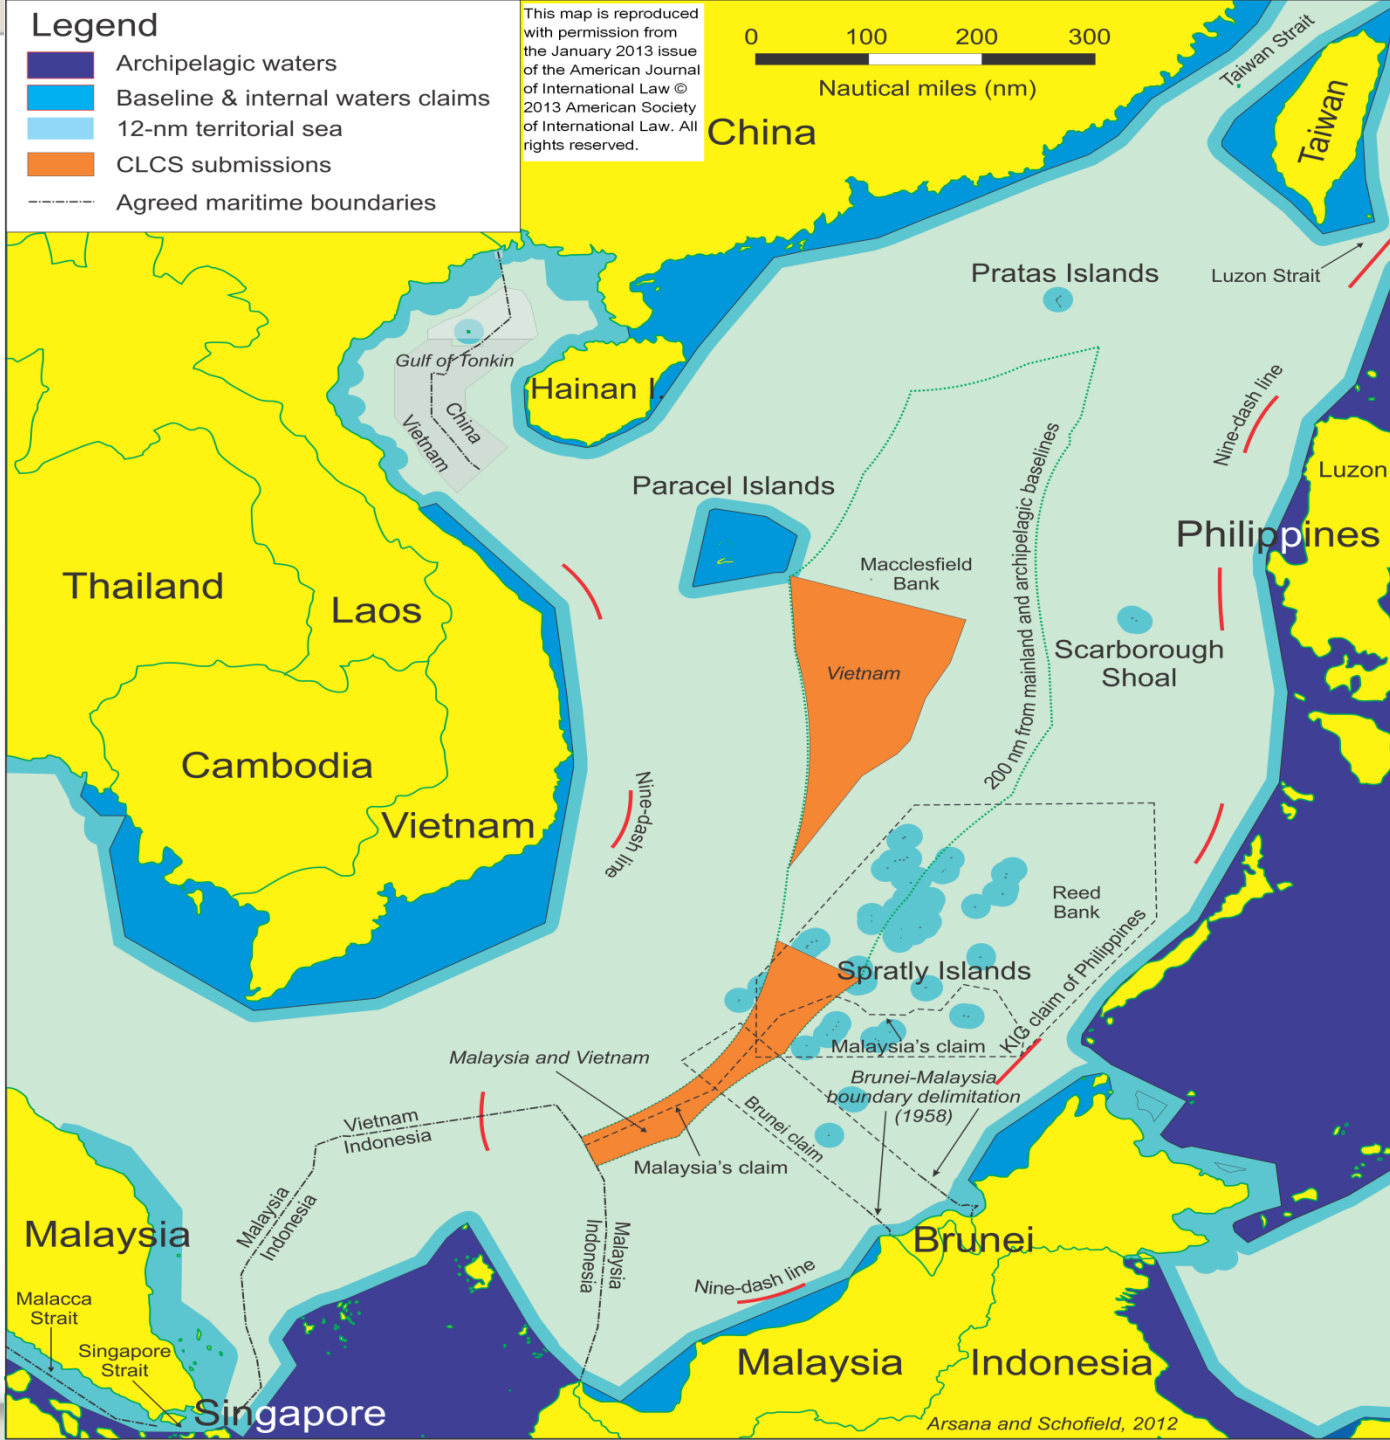 Legend
Archipelagic waters
Baseline & internal waters claims
12-nm territorial sea
CLCS submissions
Agreed maritime boundaries
This map is reproduced
with permission from
the January 2013 issue
of the American Journal
of International Law ©
2013 American Society
of International Law. All
rights reserved.
0 100 200 300
Nautical miles (nm)
China
Taiwan Strait
Taiwan
Luzon Strait
Pratas Islands
Gulf of Tonkin
China
Vietnam
Hainan I.
Nine-dash line
Luzon
Paracel Islands
Philippines
Macclesfield
Bank
200 nm from mainland and archipelagic baselines
Thailand
Laos
Scarborough
Shoal
Vietnam
Cambodia
Vietnam
Nine-dash line
Reed
Bank
Spratly Islands
KIG claim of Philippines
Malaysia's claim
Malaysia and Vietnam
Brunei-Malaysia
boundary delimitation
(1958)
Brunei claim
Vietnam
Indonesia
Malaysia's claim
Malaysia
Indonesia
Malaysia
Indonesia
Malaysia
Brunei
Nine-dash line
Malacca
Strait
Singapore
Strait
Malaysia
Indonesia
Singapore
Arsana and Schofield, 2012